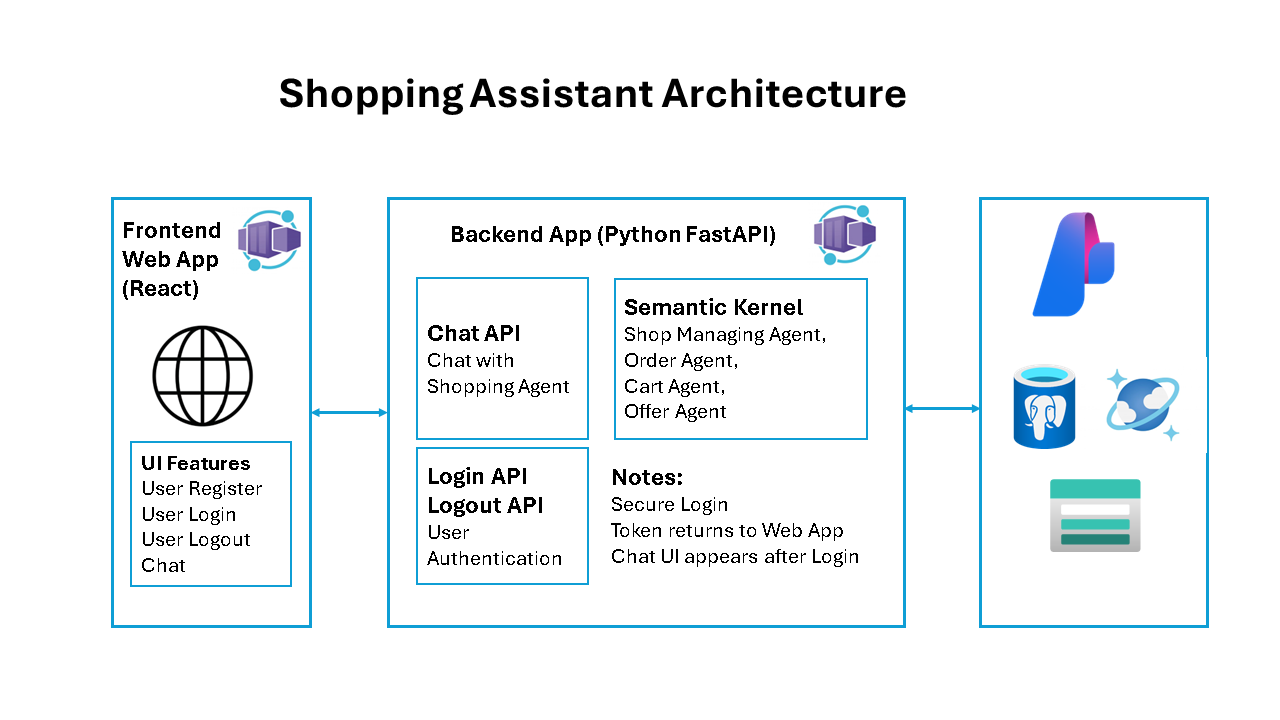 Shopping Assistant Architecture
Frontend
Web App
(React)
UI Features
User Register
User Login
User Logout
Chat
Backend App (Python FastAPI)
Chat API
Chat with
Shopping Agent
Semantic Kernel
Shop Managing Agent,
Order Agent,
Cart Agent,
Offer Agent
Login API
Logout API
User
Authentication
Notes:
Secure Login
Token returns to Web App
Chat UI appears after Login